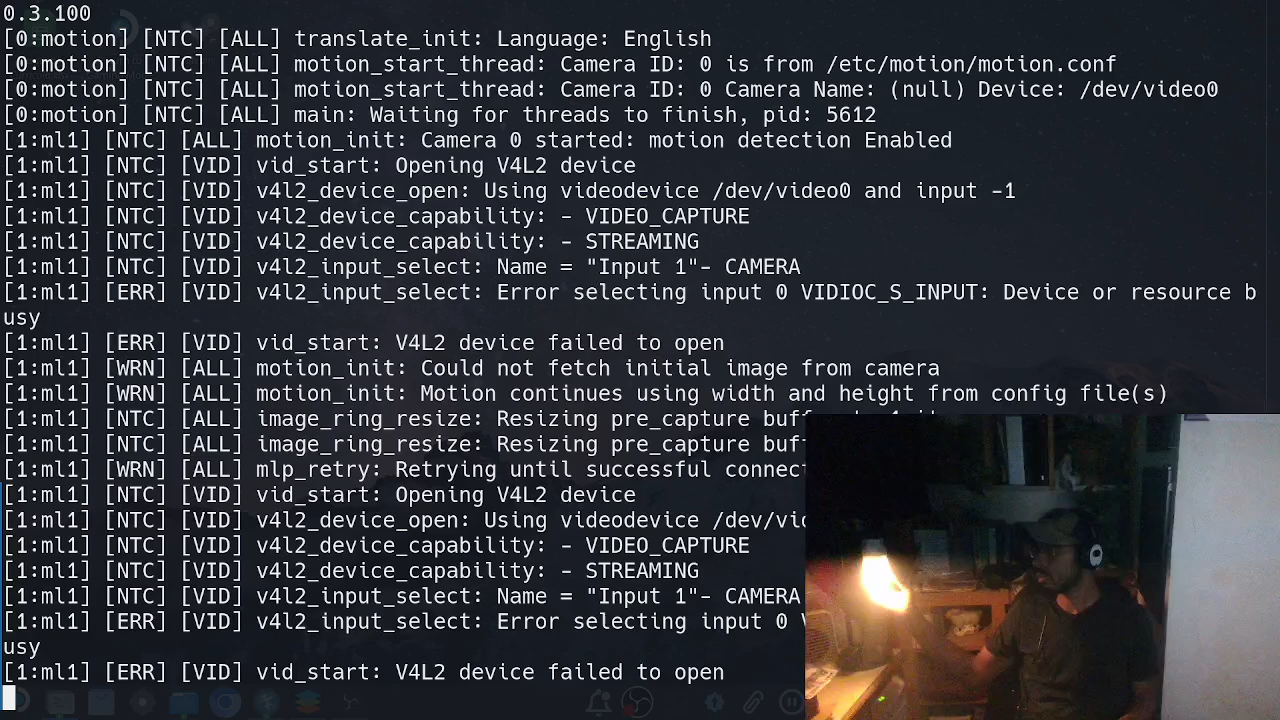 0.3.100
[0:motion] [NTC] [ALL] translate_init: Language: English
[0:motion] [NTC] [ALL] motion_start_thread: Camera ID: 0 is from /etc/motion/motion.conf
[0:motion] [NTC] [ALL] motion_start_thread: Camera ID: 0 Camera Name: (null) Device: /dev/video0
[0:motion] [NTC] [ALL] main: Waiting for threads to finish, pid: 5612
[1:ml1] [NTC] [ALL] motion_init: Camera 0 started: motion detection Enabled
[1:ml1] [NTC] [VID] vid_start: Opening V4L2 device
[1:ml1] [NTC] [VID] v4l2_device_open: Using videodevice /dev/video0 and input -1
[1:ml1] [NTC] [VID] v4l2_device_capability: - VIDEO_CAPTURE
[1:ml1] [NTC] [VID] v4l2_device_capability: - STREAMING
[1:ml1] [NTC] [VID] v4l2_input_select: Name = "Input 1"- CAMERA
[1:ml1] [ERR] [VID] v4l2_input_select: Error selecting input 0 VIDIOC_S_INPUT: Device or resource b
usy
[1:ml1] [ERR] [VID] vid_start: V4L2 device failed to open
[1:ml1] [WRN] [ALL] motion_init: Could not fetch initial image from camera
[1:ml1] [WRN] [ALL] motion_init: Motion continues using width and height from config file(s)
[1:ml1] [NTC] [ALL] image_ring_resize: Resizing pre_capture
[1:ml1] [NTC] [ALL] image_ring_resize: Resizing pre_capture
[1:ml1] [WRN] [ALL] mlp_retry: Retrying until successful
[1:ml1] [NTC] [VID] vid_start: Opening V4L2 device
[1:ml1] [NTC] [VID] v4l2_device_open: Using videodevice
[1:ml1] [NTC] [VID] v4l2_device_capability: - VIDEO_CAPTURE
[1:ml1] [NTC] [VID] v4l2_device_capability: - STREAMING
[1:ml1] [NTC] [VID] v4l2_input_select: Name = "Input 1"- CAMERA
[1:ml1] [ERR] [VID] v4l2_input_select: Error selecting input 0
usy
[1:ml1] [ERR] [VID] vid_start: V4L2 device failed to open